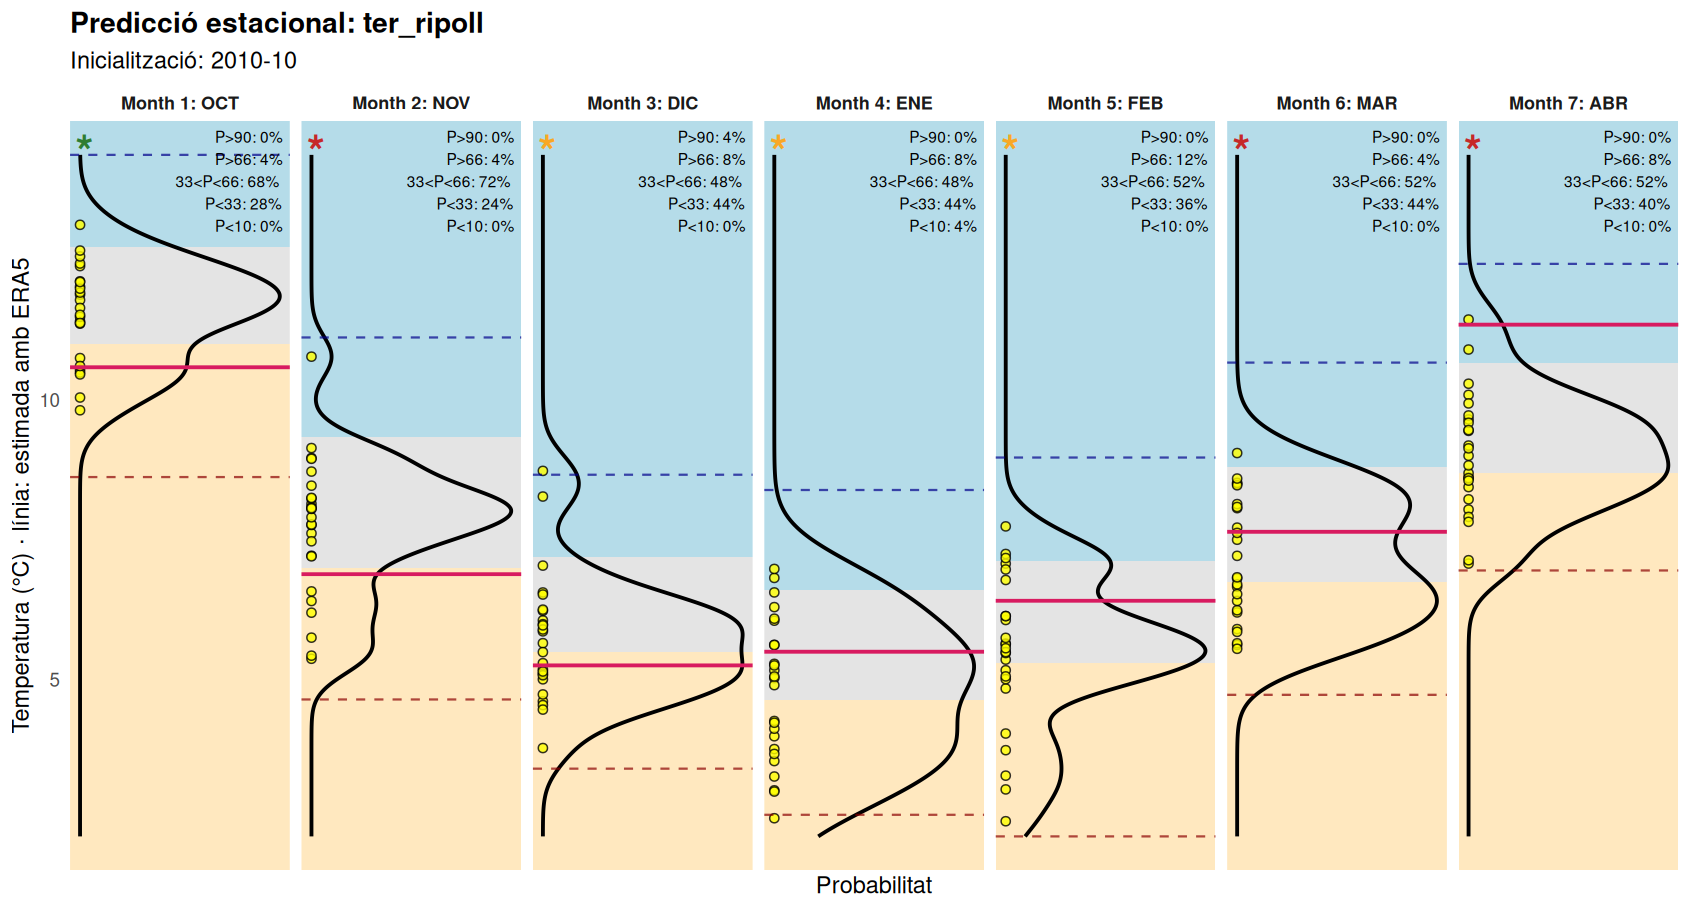 Predicció estacional: ter_ripoll
Inicialització: 2010-10
Month 1: OCT
Month 2: NOV
Month 3: DIC
Month 4: ENE
Month 5: FEB
Month 6: MAR
Month 7: ABR
*
P>90: 0%
P>66: 4%
33<P<66: 68%
P<33: 28%
P<10: 0%
*
P>90: 0%
P>66: 4%
33<P<66: 72%
P<33: 24%
P<10: 0%
*
P>90: 4%
P>66: 8%
33<P<66: 48%
P<33: 44%
P<10: 0%
*
P>90: 0%
P>66: 8%
33<P<66: 48%
P<33: 44%
P<10: 4%
*
P>90: 0%
P>66: 12%
33<P<66: 52%
P<33: 36%
P<10: 0%
*
P>90: 0%
P>66: 4%
33<P<66: 52%
P<33: 44%
P<10: 0%
*
P>90: 0%
P>66: 8%
33<P<66: 52%
P<33: 40%
P<10: 0%
Temperatura (°C) · línia: estimada amb ERA5
10
5
Probabilitat